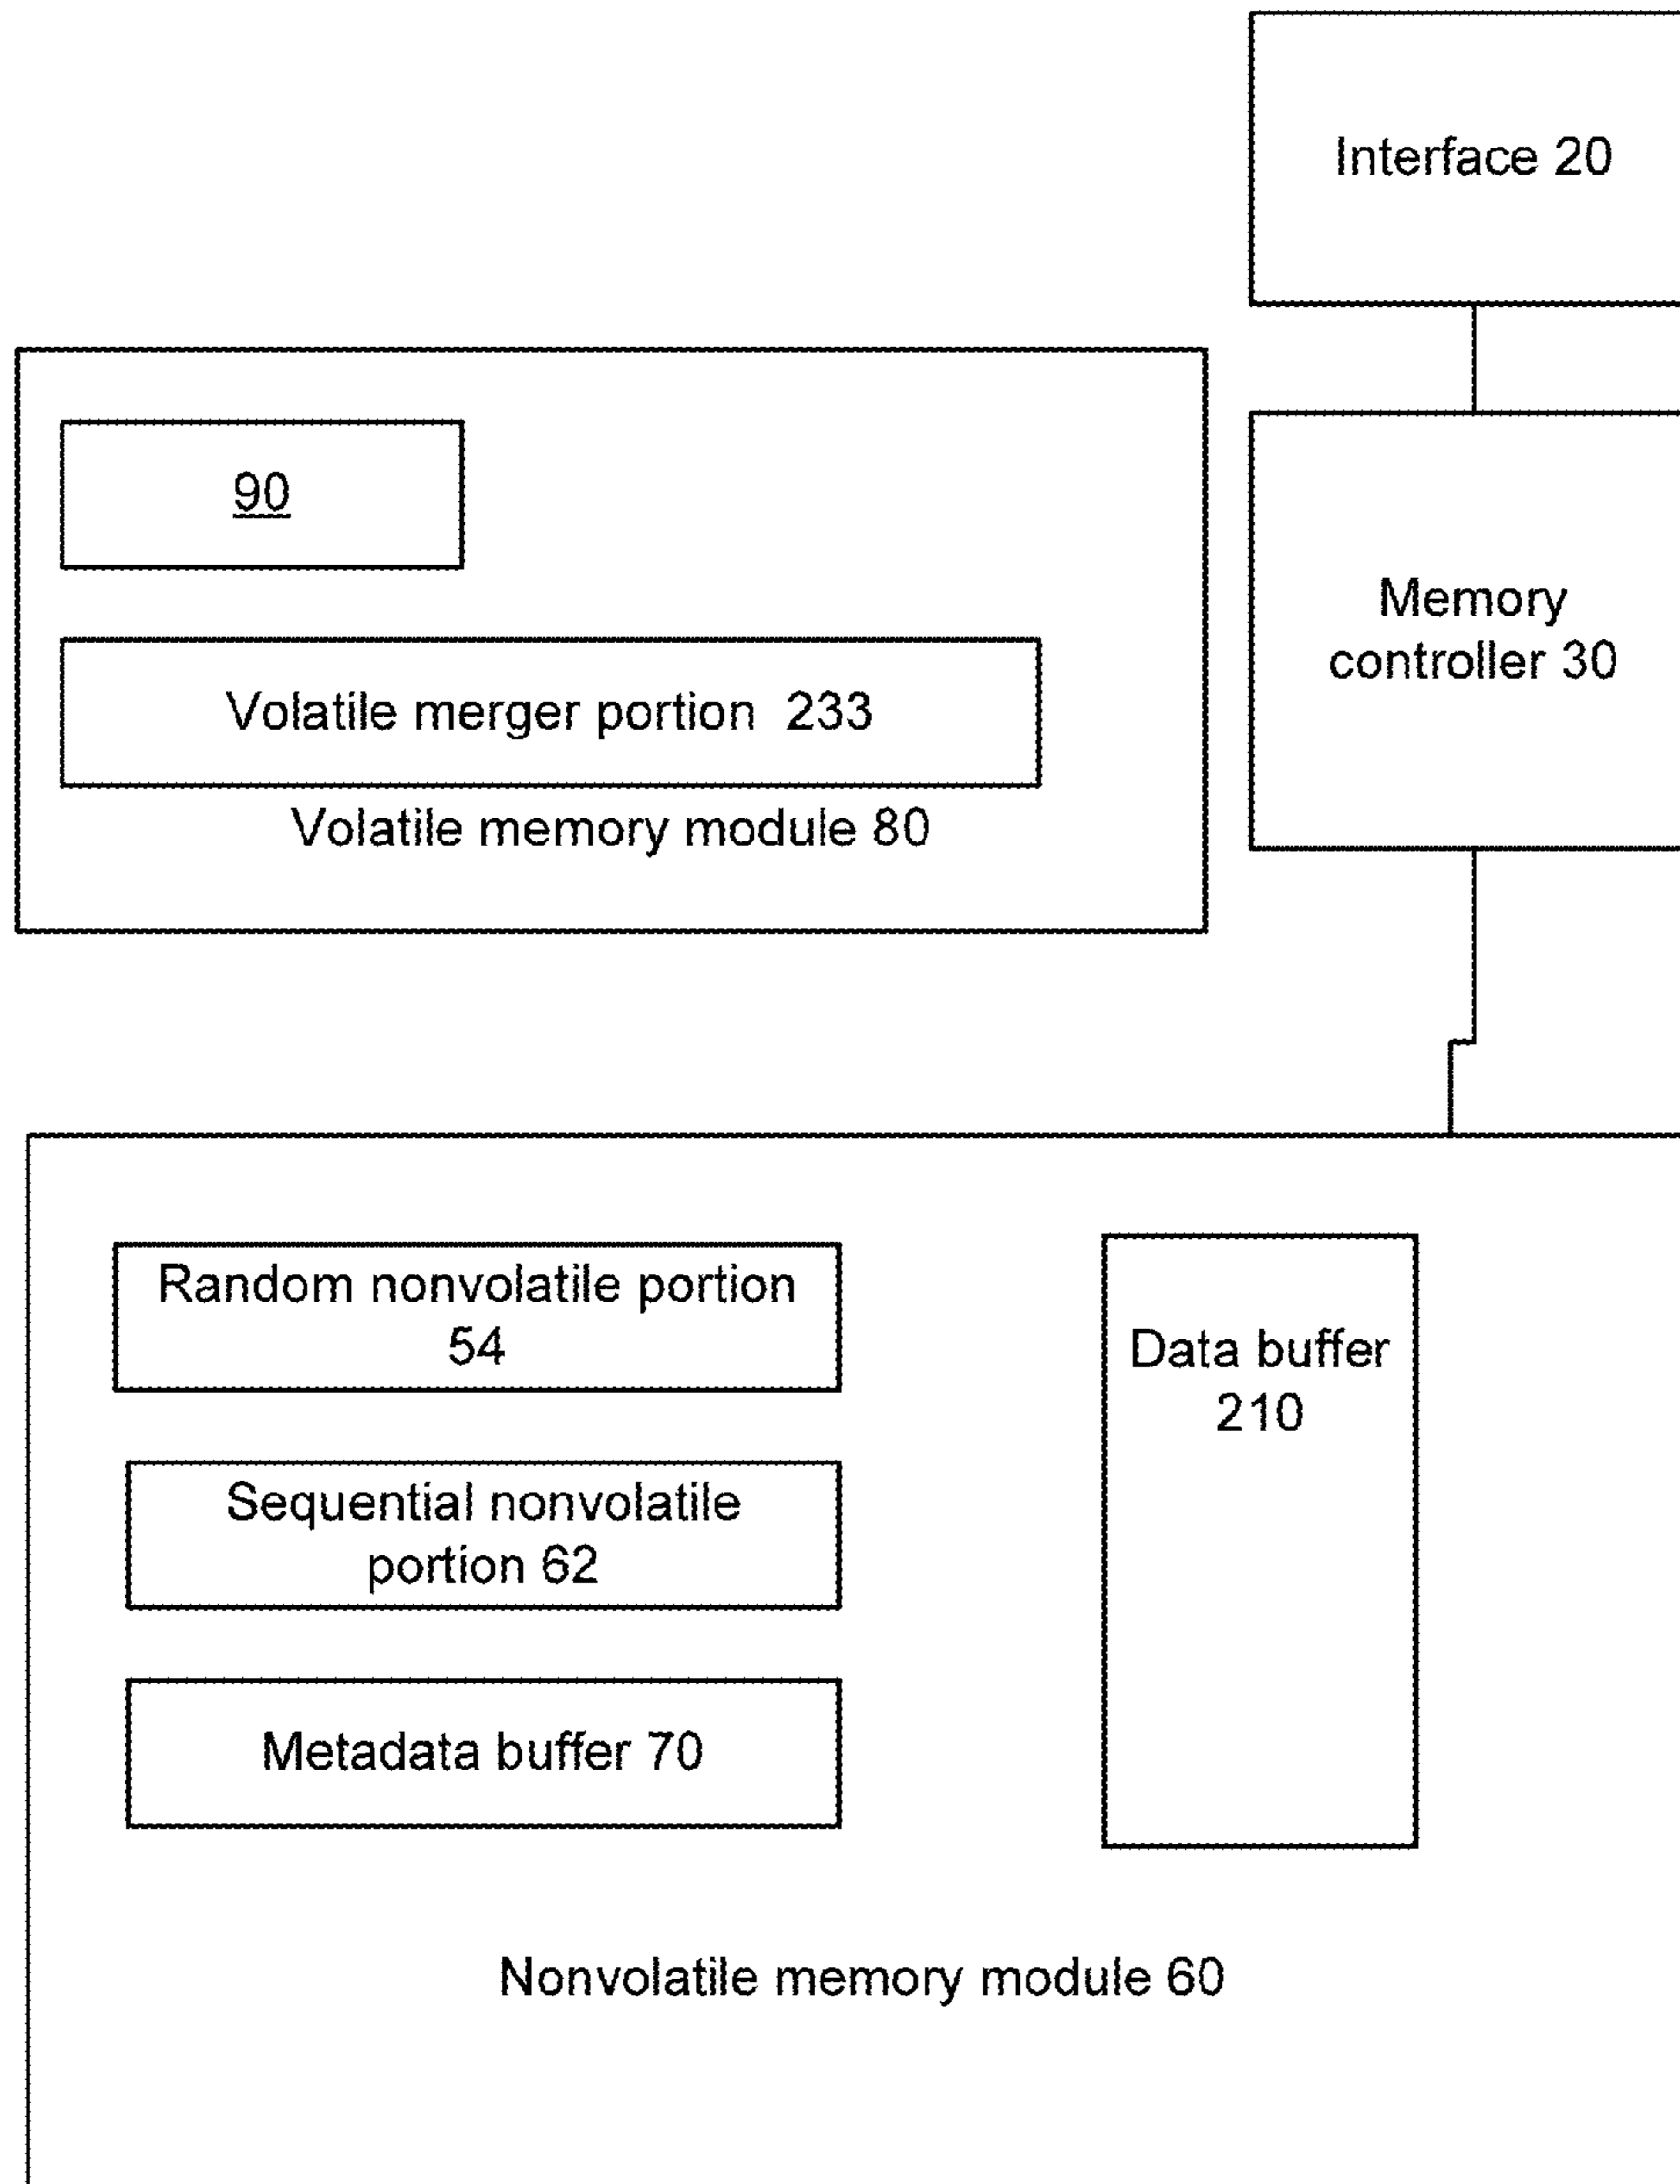 Interface 20
90
Memory
controller 30
Volatile merger portion 233
Volatile memory module 80
Random nonvolatile portion
54
Data buffer
210
Sequential nonvolatile
portion 62
Metadata buffer 70
Nonvolatile memory module 60